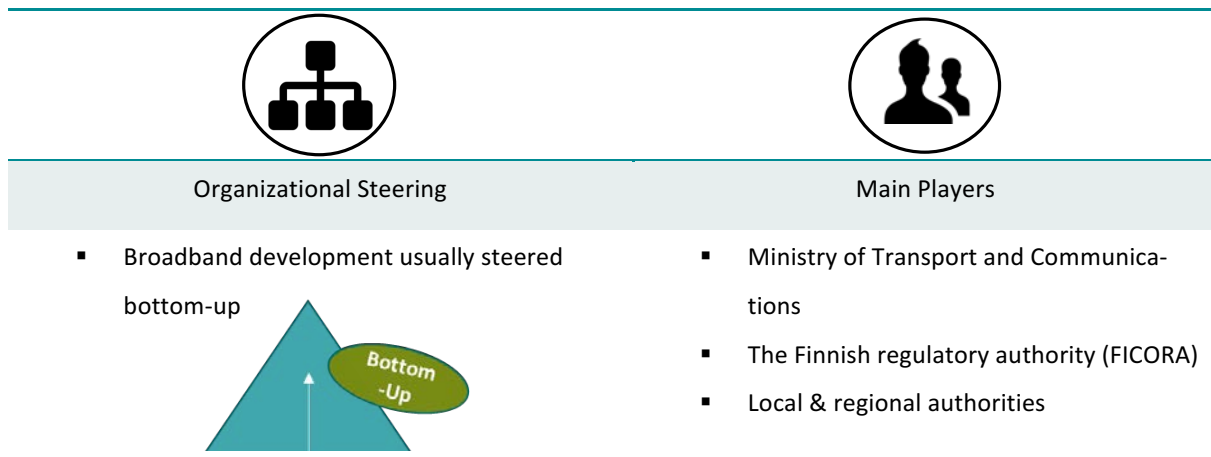 Organizational Steering
Main Players
▪ Broadband development usually steered
bottom-up
Bottom
-Up
▪ Ministry of Transport and Communica-
tions
▪ The Finnish regulatory authority (FICORA)
▪ Local & regional authorities